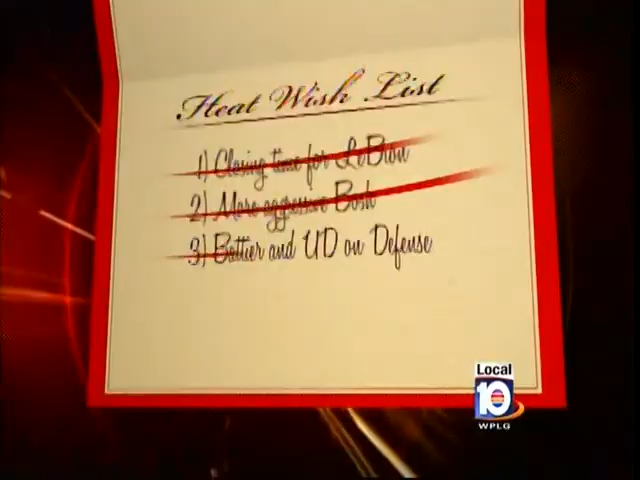 Heat Wish List
1) Closing time for LeBron
2) More aggressive Bosh
3) Battier and UD on Defense
Local
10
WPLG